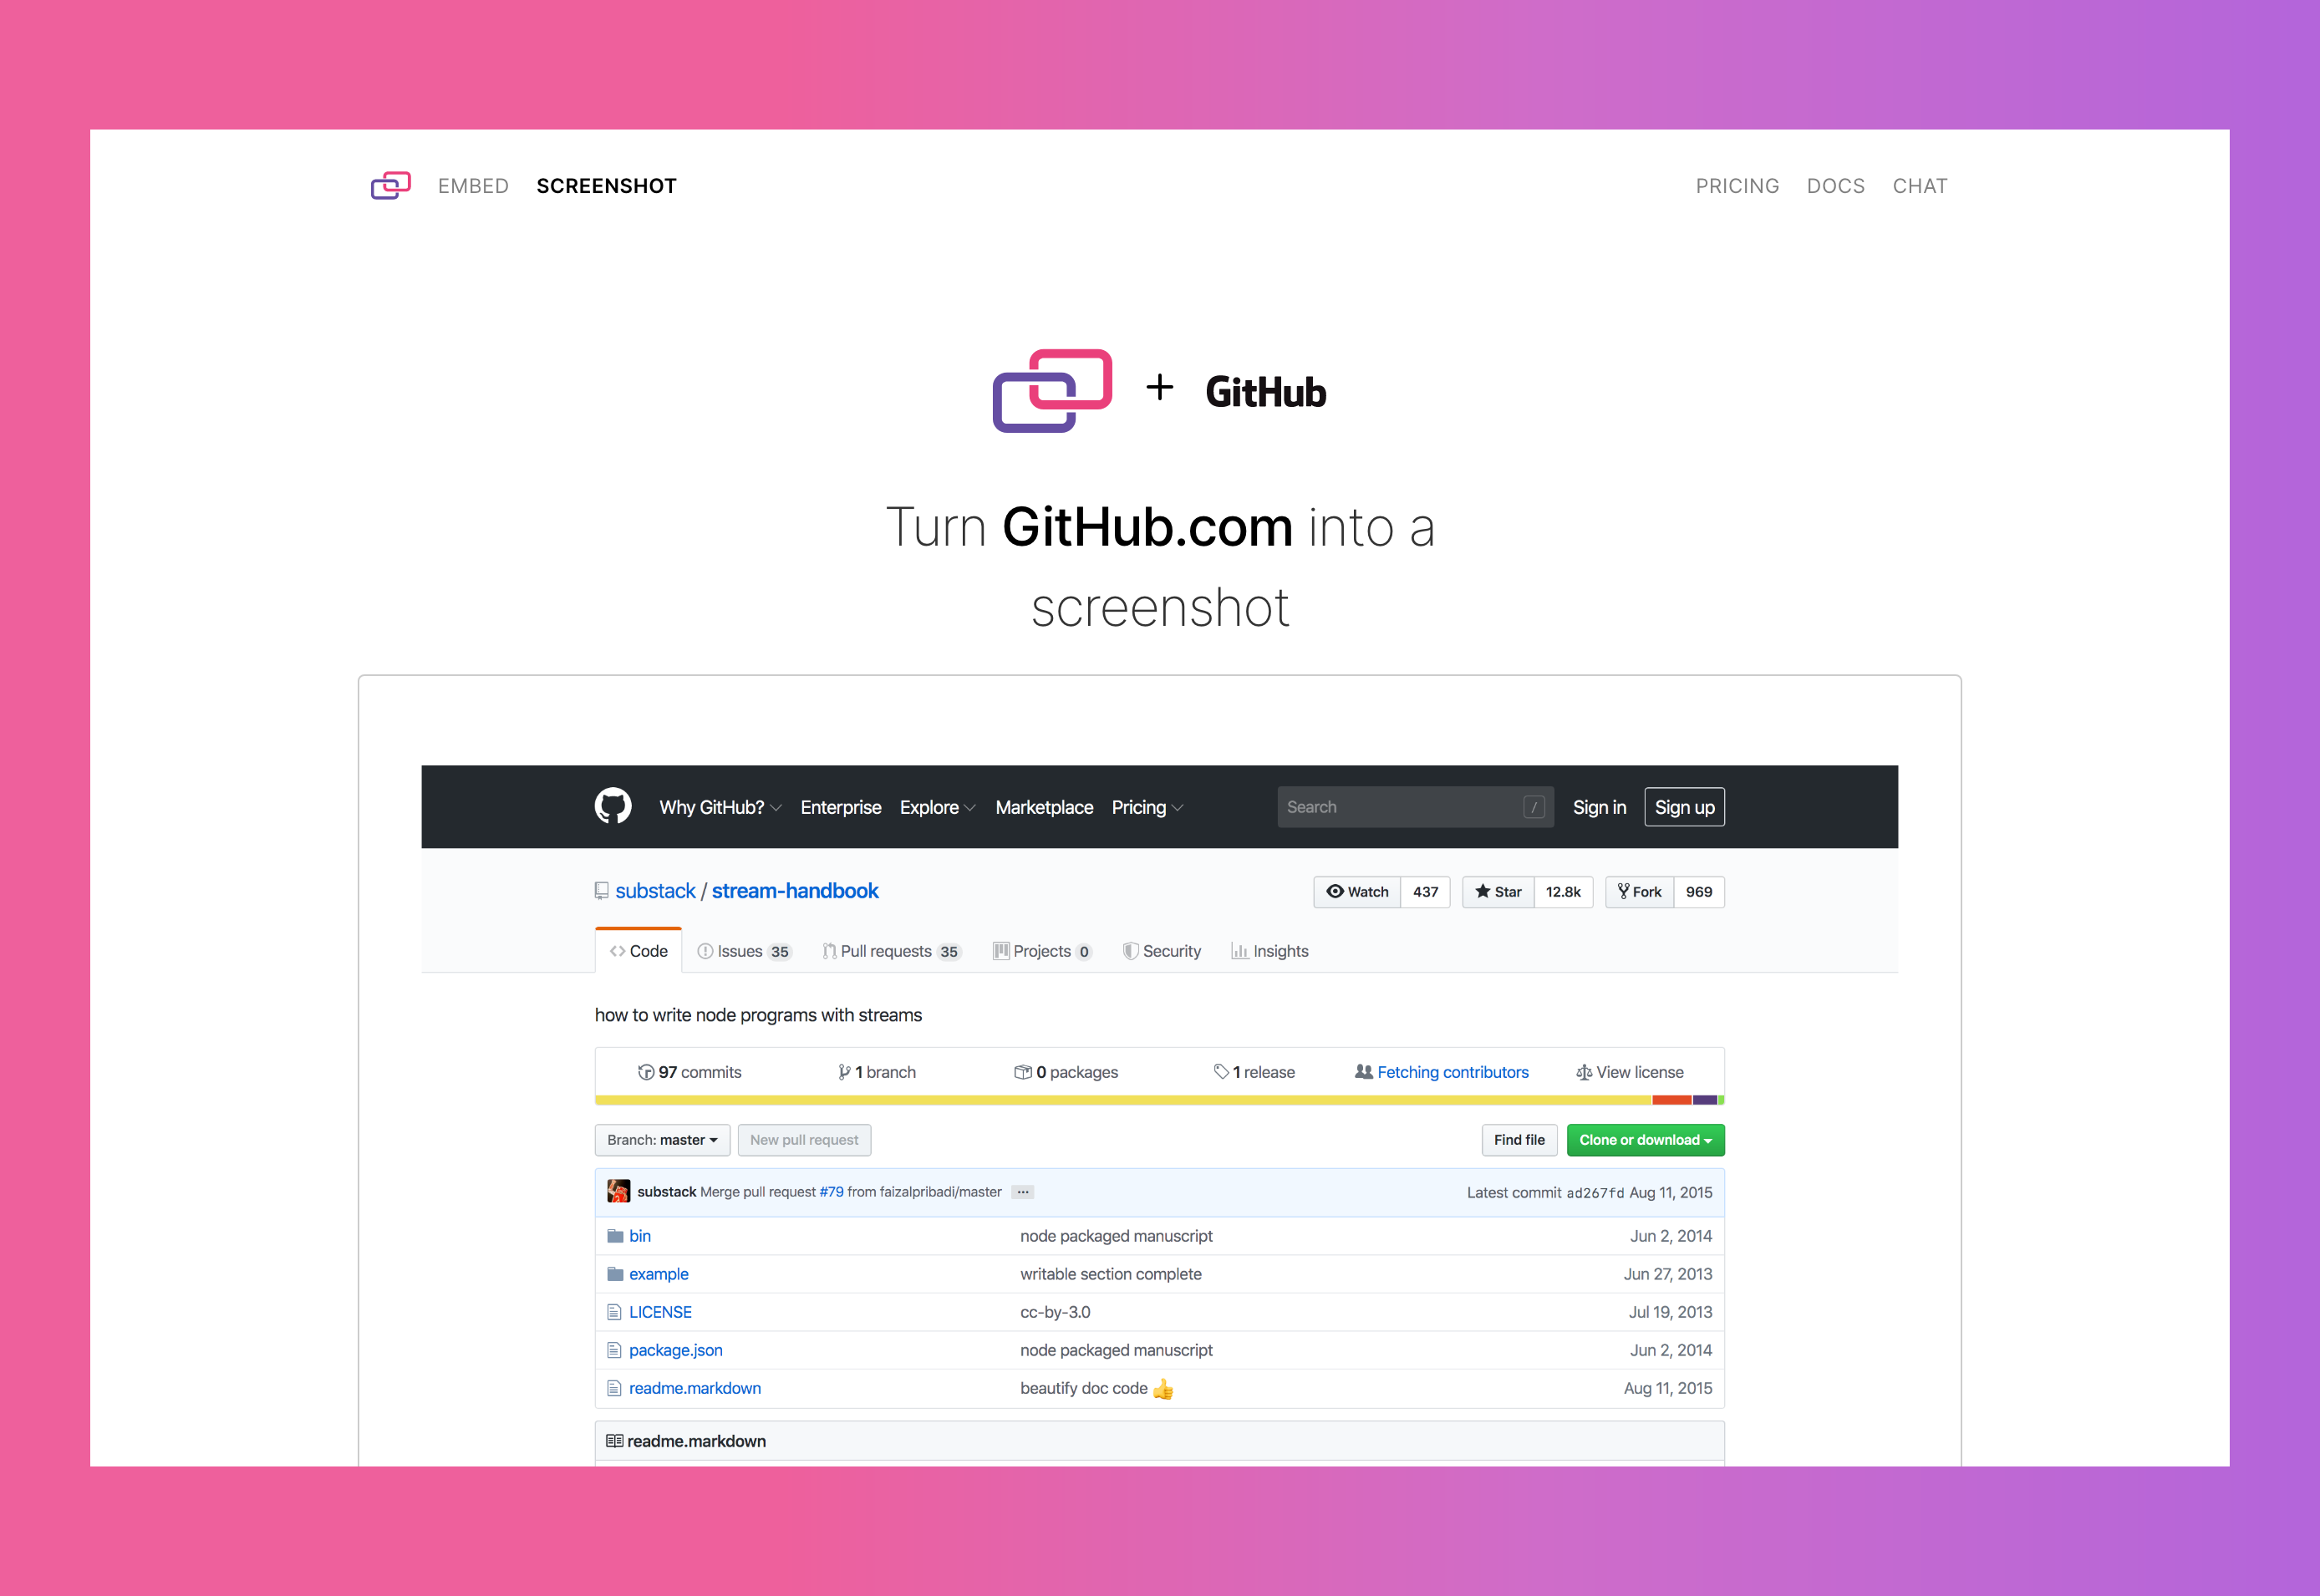 EMBED SCREENSHOT PRICING DOCS CHAT
+ GitHub
Turn GitHub.com into a
screenshot
Why GitHub? Enterprise Explore Marketplace Pricing Search / Sign in Sign up
substack / stream-handbook Watch 437 Star 12.8k Fork 969
Code Issues 35 Pull requests 35 Projects 0 Security Insights
how to write node programs with streams
97 commits 1 branch 0 packages 1 release Fetching contributors View license
Branch: master New pull request Find file Clone or download
substack Merge pull request #79 from faizalpribadi/master ... Latest commit ad267fd Aug 11, 2015
bin node packaged manuscript Jun 2, 2014
example writable section complete Jun 27, 2013
LICENSE cc-by-3.0 Jul 19, 2013
package.json node packaged manuscript Jun 2, 2014
readme.markdown beautify doc code 👍 Aug 11, 2015
readme.markdown